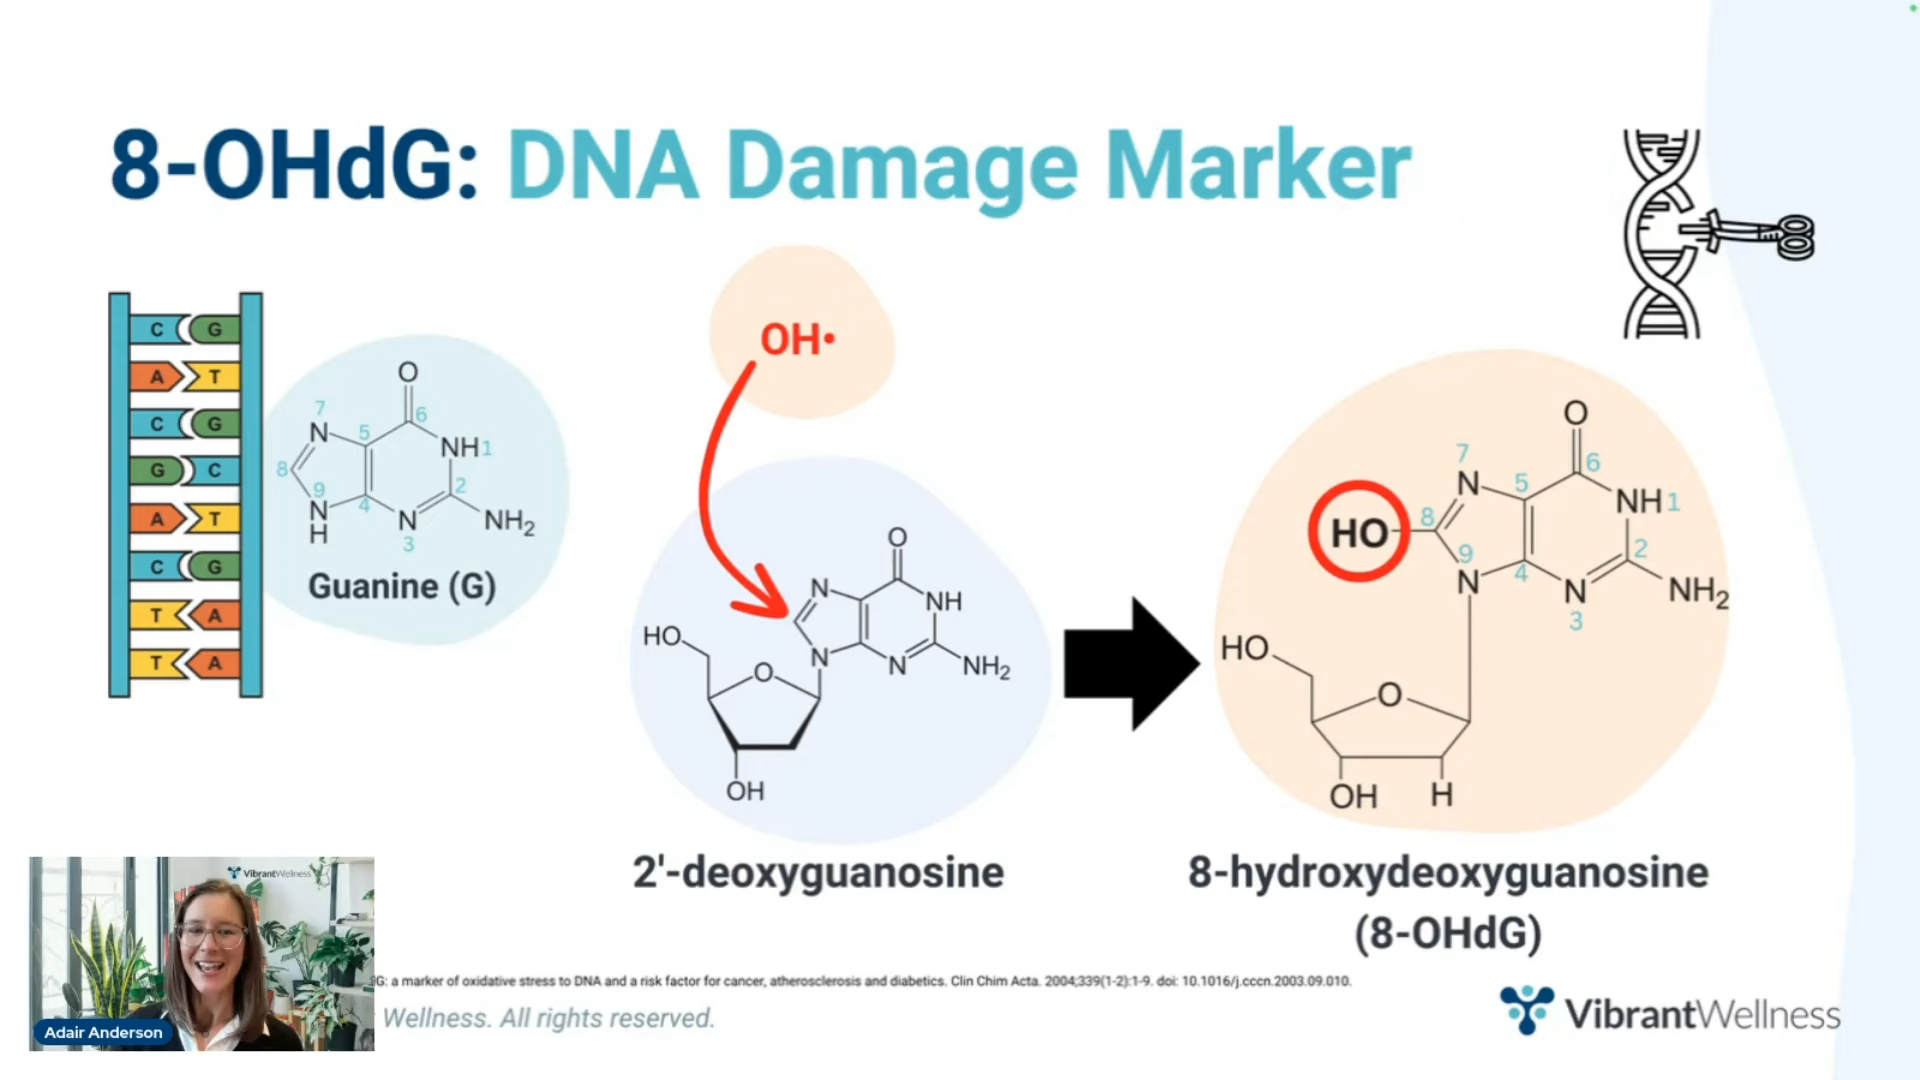 8-OHdG: DNA Damage Marker
C G
A T
C G
G C
A T
C G
T A
T A
O
7
6
N
5
NH 1
8
9
2
N
H
4
N
NH2
3
Guanine (G)
OH•
O
N
NH
HO
O
N
N
NH2
OH
2'-deoxyguanosine
O
7
6
N
5
NH 1
HO
8
9
2
N
4
N
NH2
3
HO
O
OH
H
8-hydroxydeoxyguanosine
(8-OHdG)
VibrantWellness
Adair Anderson
G: a marker of oxidative stress to DNA and a risk factor for cancer, atherosclerosis and diabetics. Clin Chim Acta. 2004;339(1-2):1-9. doi: 10.1016/j.cccn.2003.09.010.
Wellness. All rights reserved.
VibrantWellness